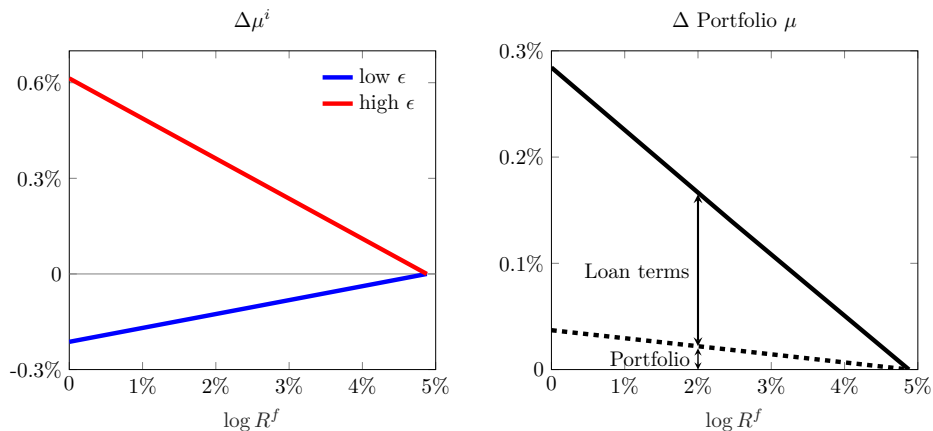 Δμ^i
0.6%
0.3%
0
-0.3%
low ϵ
high ϵ
0 1% 2% 3% 4% 5%
log R^f
Δ Portfolio μ
0.3%
0.2%
0.1%
0
Loan terms
Portfolio
0 1% 2% 3% 4% 5%
log R^f